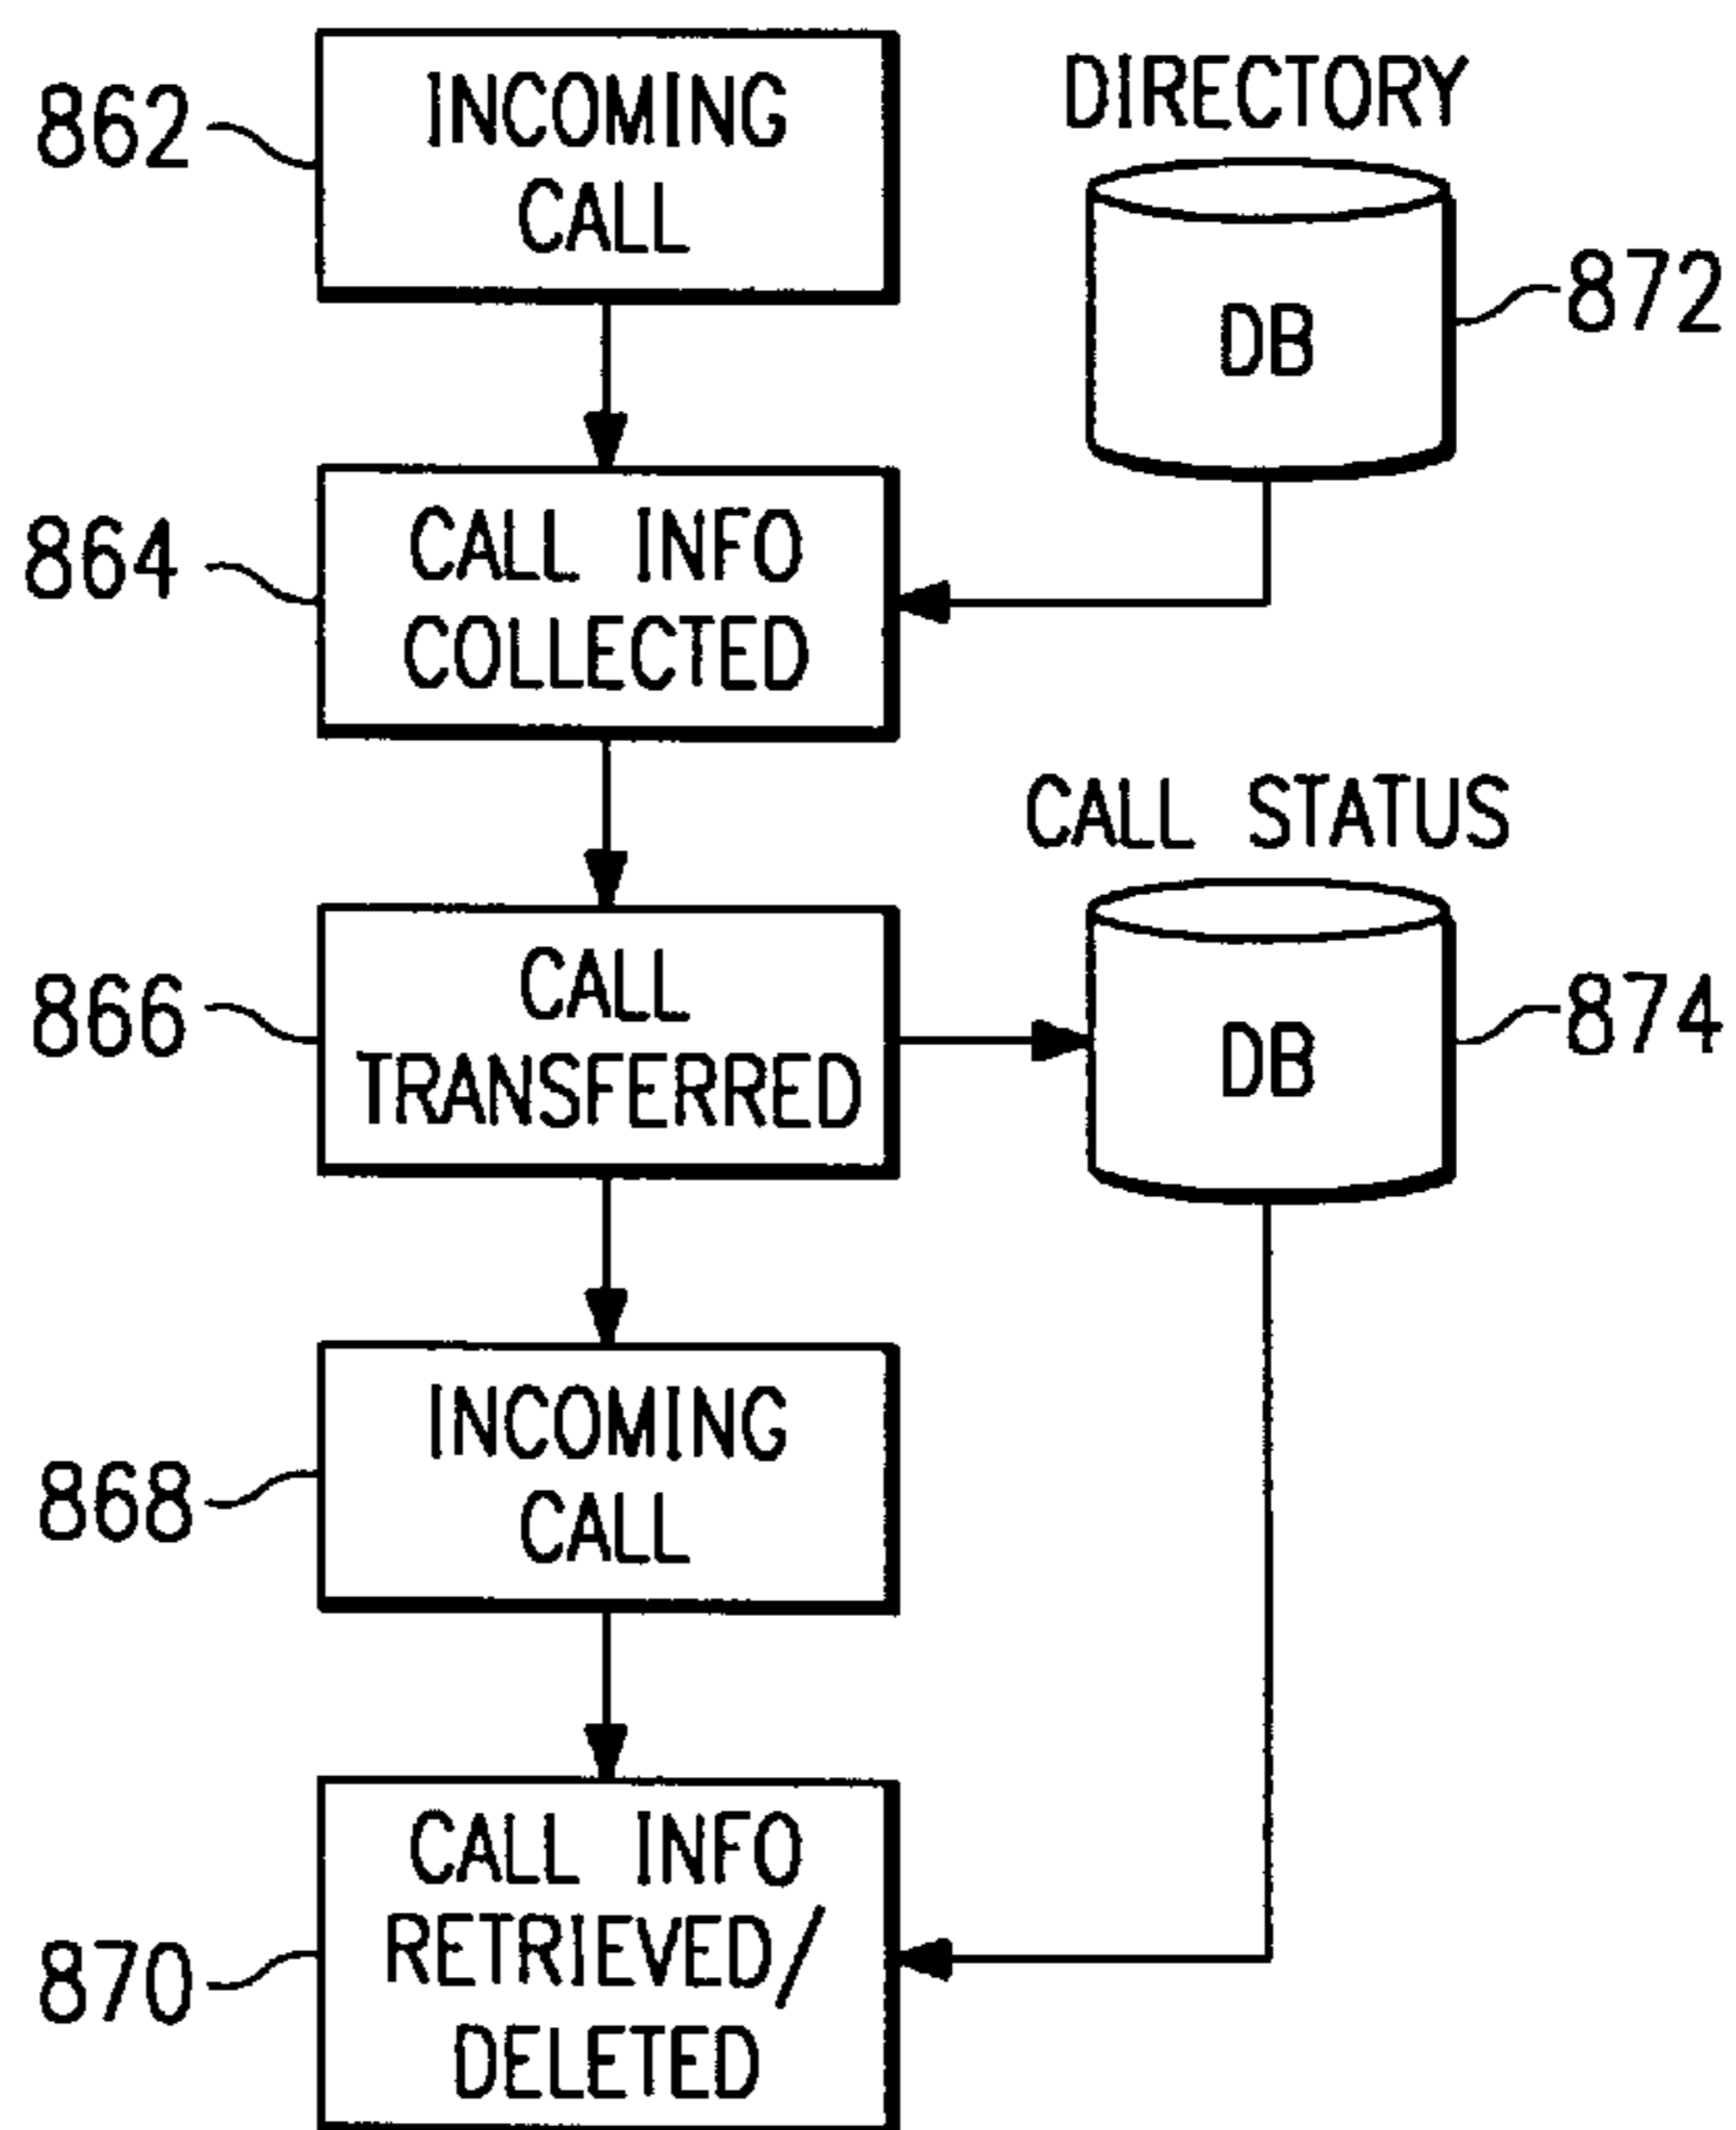 862
INCOMING
CALL
DIRECTORY
DB
872
864
CALL INFO
COLLECTED
866
CALL
TRANSFERRED
CALL STATUS
DB
874
868
INCOMING
CALL
870
CALL INFO
RETRIEVED/
DELETED